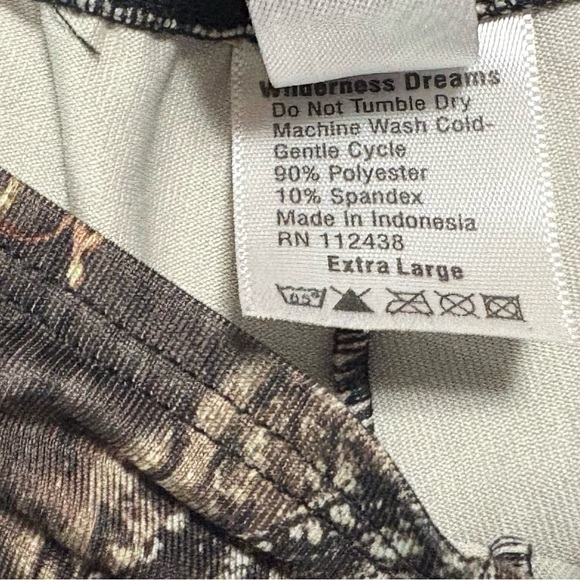 Wilderness Dreams
Do Not Tumble Dry
Machine Wash Cold-
Gentle Cycle
90% Polyester
10% Spandex
Made In Indonesia
RN 112438
Extra Large